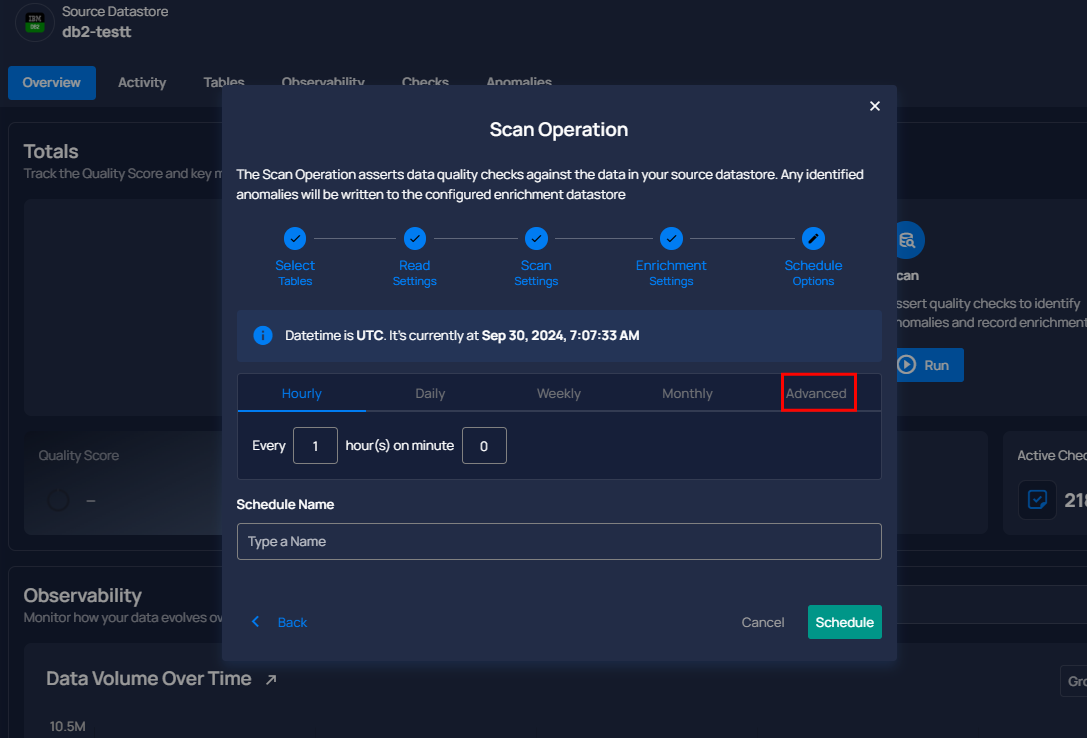 Source Datastore
IBM
DB2
db2-testt
Overview
Activity
Tables
Observability
Checks
Anomalies
Scan Operation
Totals
Track the Quality Score and key
The Scan Operation asserts data quality checks against the data in your source datastore. Any identified
anomalies will be written to the configured enrichment datastore
Select
Tables
Read
Settings
Scan
Settings
Enrichment
Settings
Schedule
Options
can
ssert quality checks to identify
nomalies and record enrichment
Datetime is UTC. It's currently at Sep 30, 2024, 7:07:33 AM
Run
Hourly
Daily
Weekly
Monthly
Advanced
Every 1 hour(s) on minute 0
Quality Score
–
Active Chec
218
Schedule Name
Type a Name
Observability
Monitor how your data evolves ov
Back
Cancel
Schedule
Data Volume Over Time
Gro
10.5M